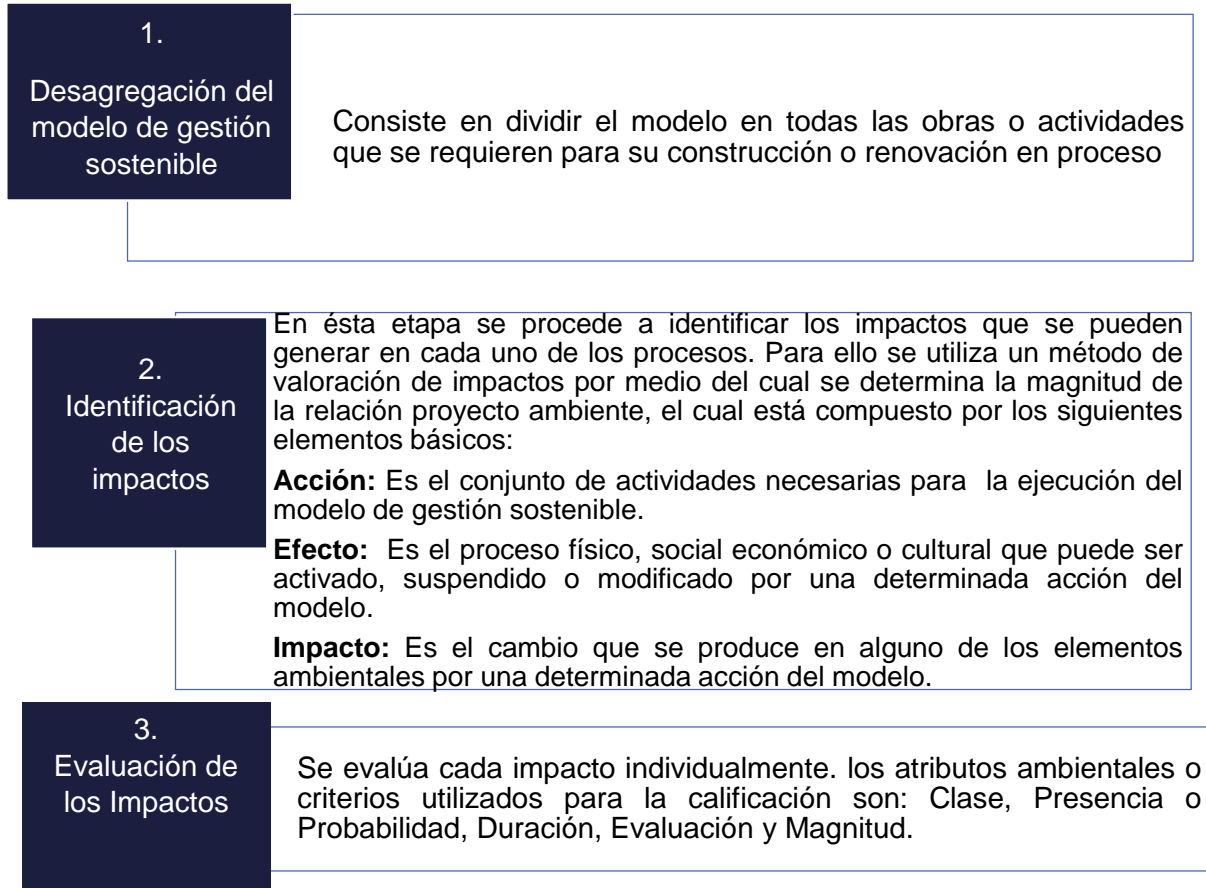 1.
Desagregación del
modelo de gestión
sostenible
Consiste en dividir el modelo en todas las obras o actividades
que se requieren para su construcción o renovación en proceso
2.
Identificación
de los
impactos
En ésta etapa se procede a identificar los impactos que se pueden
generar en cada uno de los procesos. Para ello se utiliza un método de
valoración de impactos por medio del cual se determina la magnitud de
la relación proyecto ambiente, el cual está compuesto por los siguientes
elementos básicos:
Acción: Es el conjunto de actividades necesarias para la ejecución del
modelo de gestión sostenible.
Efecto: Es el proceso físico, social económico o cultural que puede ser
activado, suspendido o modificado por una determinada acción del
modelo.
Impacto: Es el cambio que se produce en alguno de los elementos
ambientales por una determinada acción del modelo.
3.
Evaluación de
los Impactos
Se evalúa cada impacto individualmente. los atributos ambientales o
criterios utilizados para la calificación son: Clase, Presencia o
Probabilidad, Duración, Evaluación y Magnitud.